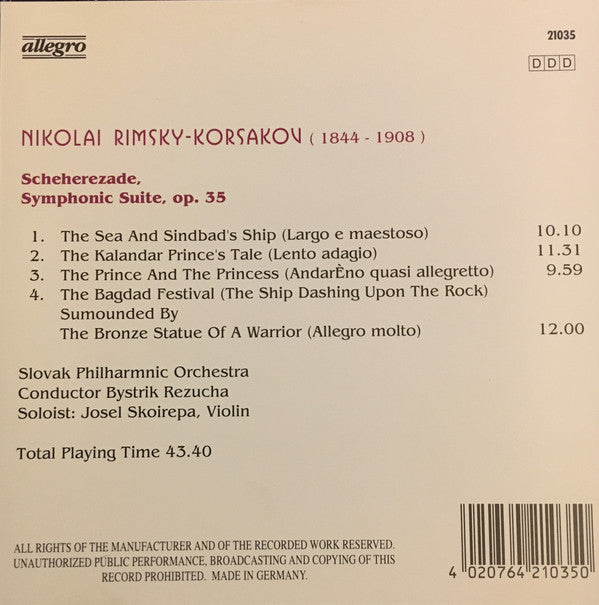 allegro
21035
DDD
NIKOLAI RIMSKY-KORSAKOV ( 1844 - 1908 )
Scheherezade,
Symphonic Suite, op. 35
1. The Sea And Sindbad's Ship (Largo e maestoso) 10.10
2. The Kalandar Prince's Tale (Lento adagio) 11.31
3. The Prince And The Princess (AndarÈno quasi allegretto) 9.59
4. The Bagdad Festival (The Ship Dashing Upon The Rock)
Sumounded By
The Bronze Statue Of A Warrior (Allegro molto) 12.00
Slovak Philharmnic Orchestra
Conductor Bystrik Rezucha
Soloist: Josel Skoirepa, Violin
Total Playing Time 43.40
ALL RIGHTS OF THE MANUFACTURER AND OF THE RECORDED WORK RESERVED.
UNAUTHORIZED PUBLIC PERFORMANCE, BROADCASTING AND COPYING OF THIS
RECORD PROHIBITED. MADE IN GERMANY.
4 020764 210350